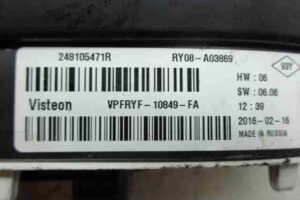 248105471R RY08-A03869
HW : 06
SW : 06.06
Visteon VPFRYF-10849-FA
12 : 39
2016-02-16
MADE IN RUSSIA